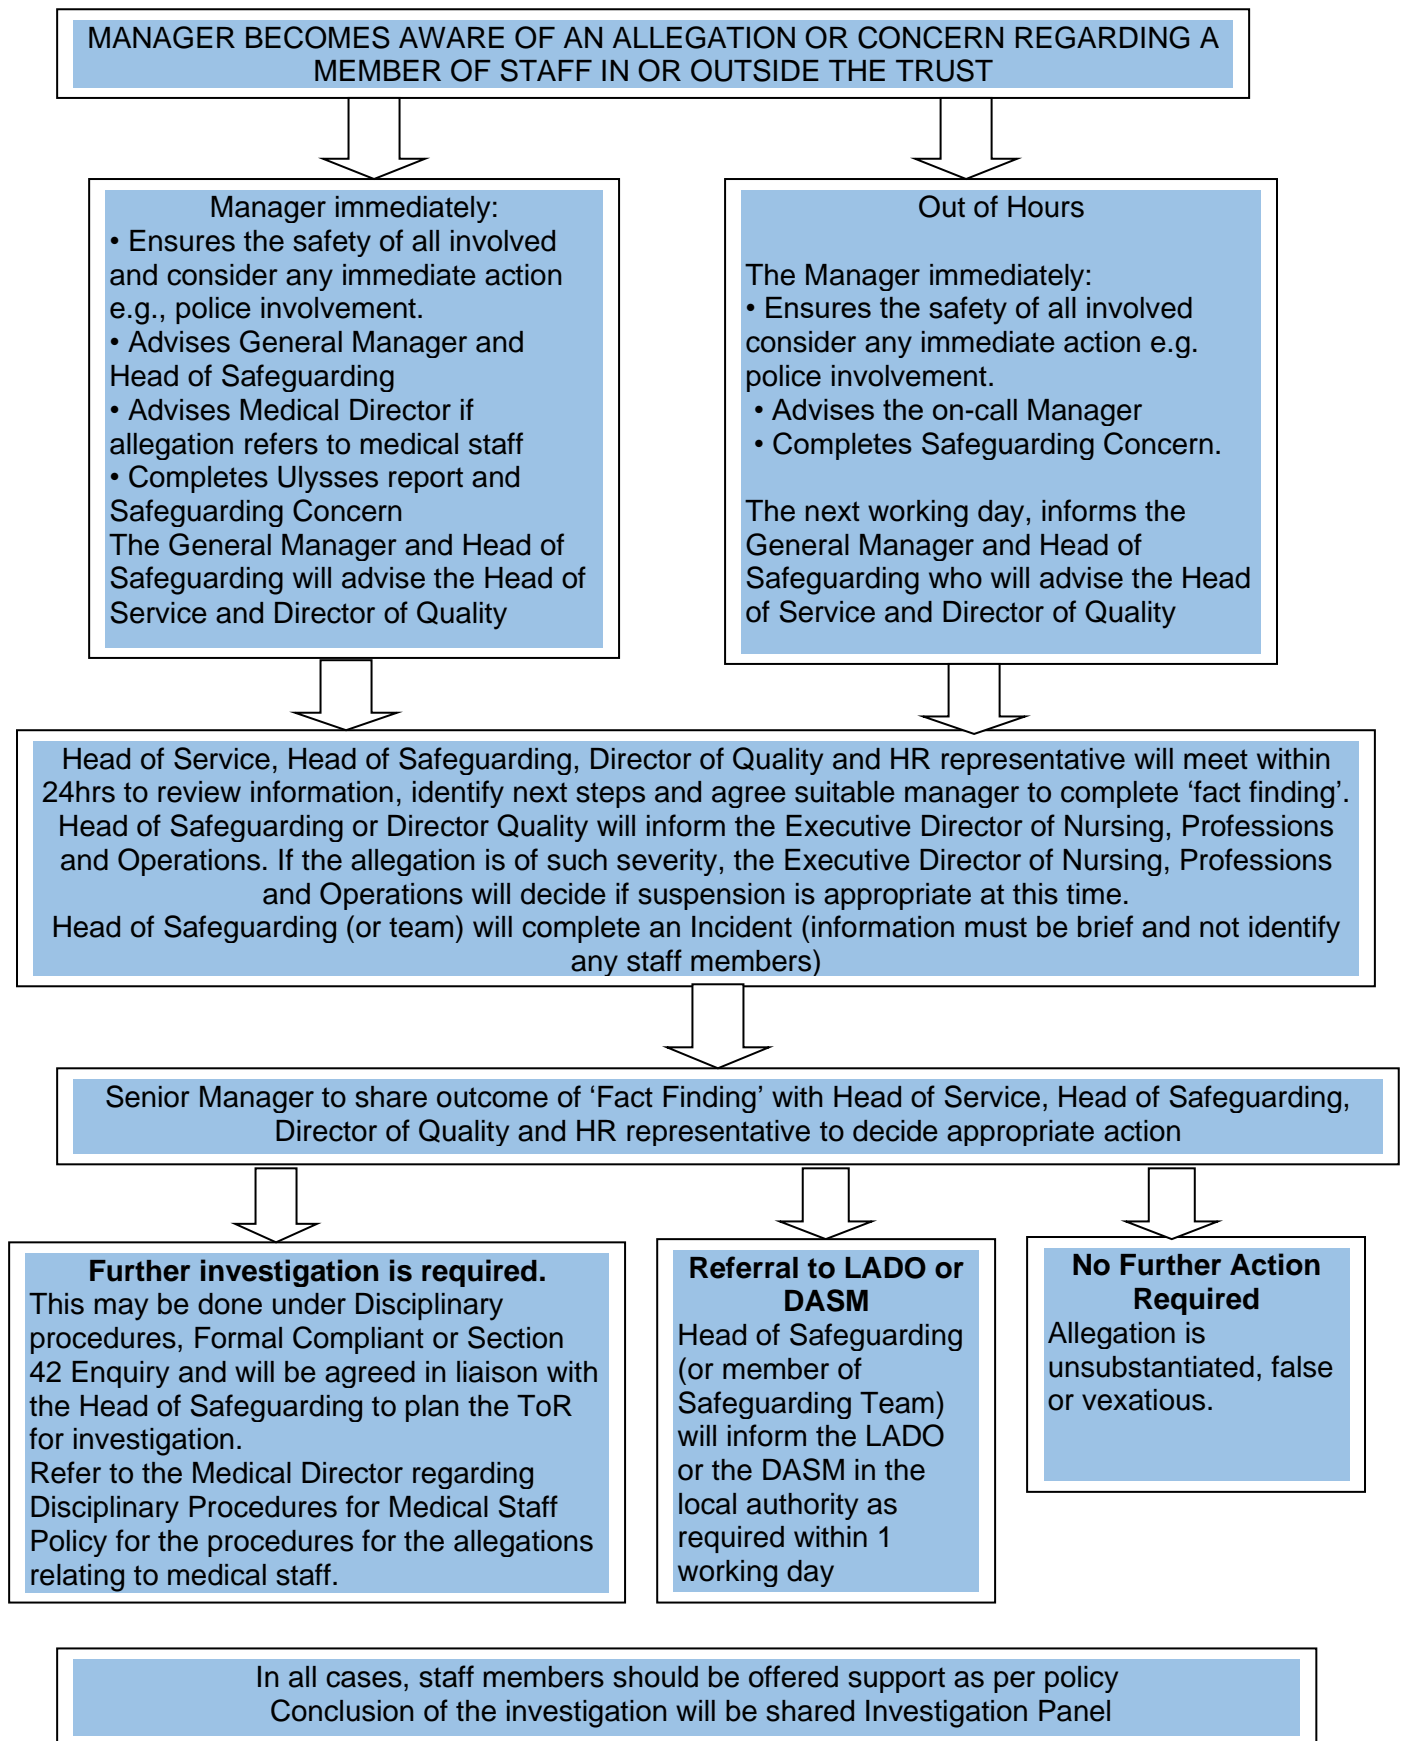 MANAGER BECOMES AWARE OF AN ALLEGATION OR CONCERN REGARDING A
MEMBER OF STAFF IN OR OUTSIDE THE TRUST
Manager immediately:
• Ensures the safety of all involved
and consider any immediate action
e.g., police involvement.
• Advises General Manager and
Head of Safeguarding
• Advises Medical Director if
allegation refers to medical staff
• Completes Ulysses report and
Safeguarding Concern
The General Manager and Head of
Safeguarding will advise the Head of
Service and Director of Quality
Out of Hours
The Manager immediately:
• Ensures the safety of all involved
consider any immediate action e.g.
police involvement.
• Advises the on-call Manager
• Completes Safeguarding Concern.
The next working day, informs the
General Manager and Head of
Safeguarding who will advise the Head
of Service and Director of Quality
Head of Service, Head of Safeguarding, Director of Quality and HR representative will meet within
24hrs to review information, identify next steps and agree suitable manager to complete ‘fact finding’.
Head of Safeguarding or Director Quality will inform the Executive Director of Nursing, Professions
and Operations. If the allegation is of such severity, the Executive Director of Nursing, Professions
and Operations will decide if suspension is appropriate at this time.
Head of Safeguarding (or team) will complete an Incident (information must be brief and not identify
any staff members)
Senior Manager to share outcome of ‘Fact Finding’ with Head of Service, Head of Safeguarding,
Director of Quality and HR representative to decide appropriate action
Further investigation is required.
This may be done under Disciplinary
procedures, Formal Compliant or Section
42 Enquiry and will be agreed in liaison with
the Head of Safeguarding to plan the ToR
for investigation.
Refer to the Medical Director regarding
Disciplinary Procedures for Medical Staff
Policy for the procedures for the allegations
relating to medical staff.
Referral to LADO or
DASM
Head of Safeguarding
(or member of
Safeguarding Team)
will inform the LADO
or the DASM in the
local authority as
required within 1
working day
No Further Action
Required
Allegation is
unsubstantiated, false
or vexatious.
In all cases, staff members should be offered support as per policy
Conclusion of the investigation will be shared Investigation Panel